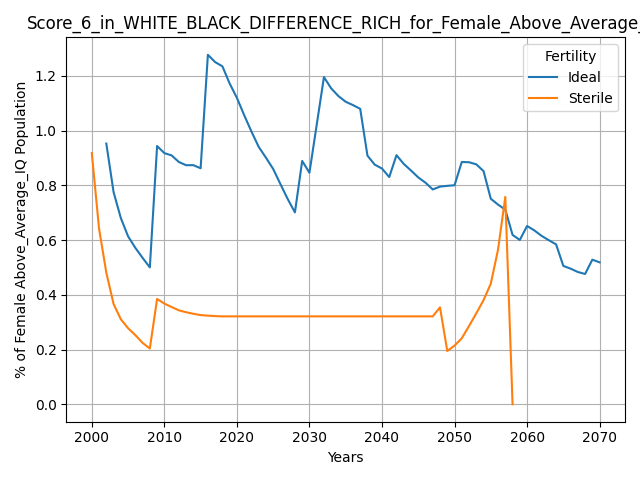 Score_6_in_WHITE_BLACK_DIFFERENCE_RICH_for_Female_Above_Average_
Fertility
Ideal
Sterile
% of Female Above_Average_IQ Population
1.2
1.0
0.8
0.6
0.4
0.2
0.0
2000 2010 2020 2030 2040 2050 2060 2070
Years